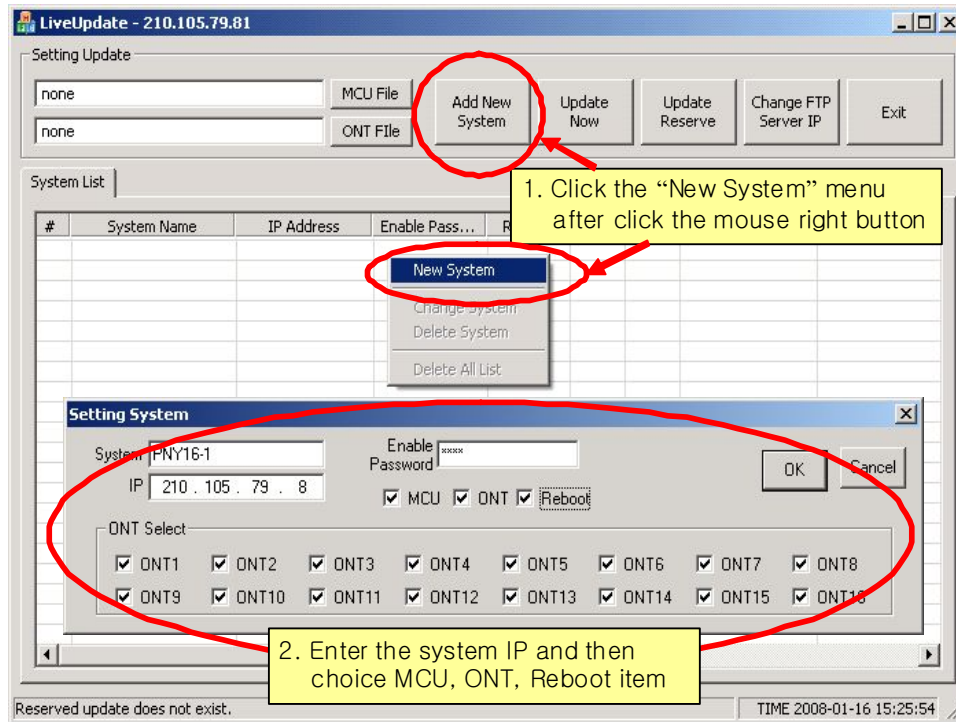 LiveUpdate - 210.105.79.81
Setting Update
none
MCU File
none
ONT FIle
Add New
System
Update
Now
Update
Reserve
Change FTP
Server IP
Exit
System List
1. Click the “New System” menu
after click the mouse right button
# System Name IP Address Enable Pass... R
New System
Change System
Delete System
Delete All List
Setting System
System PNY16-1
IP 210 . 105 . 79 . 8
Enable
Password xxxx
MCU ONT Reboot
OK Cancel
ONT Select
ONT1 ONT2 ONT3 ONT4 ONT5 ONT6 ONT7 ONT8
ONT9 ONT10 ONT11 ONT12 ONT13 ONT14 ONT15 ONT16
2. Enter the system IP and then
choice MCU, ONT, Reboot item
Reserved update does not exist.
TIME 2008-01-16 15:25:54